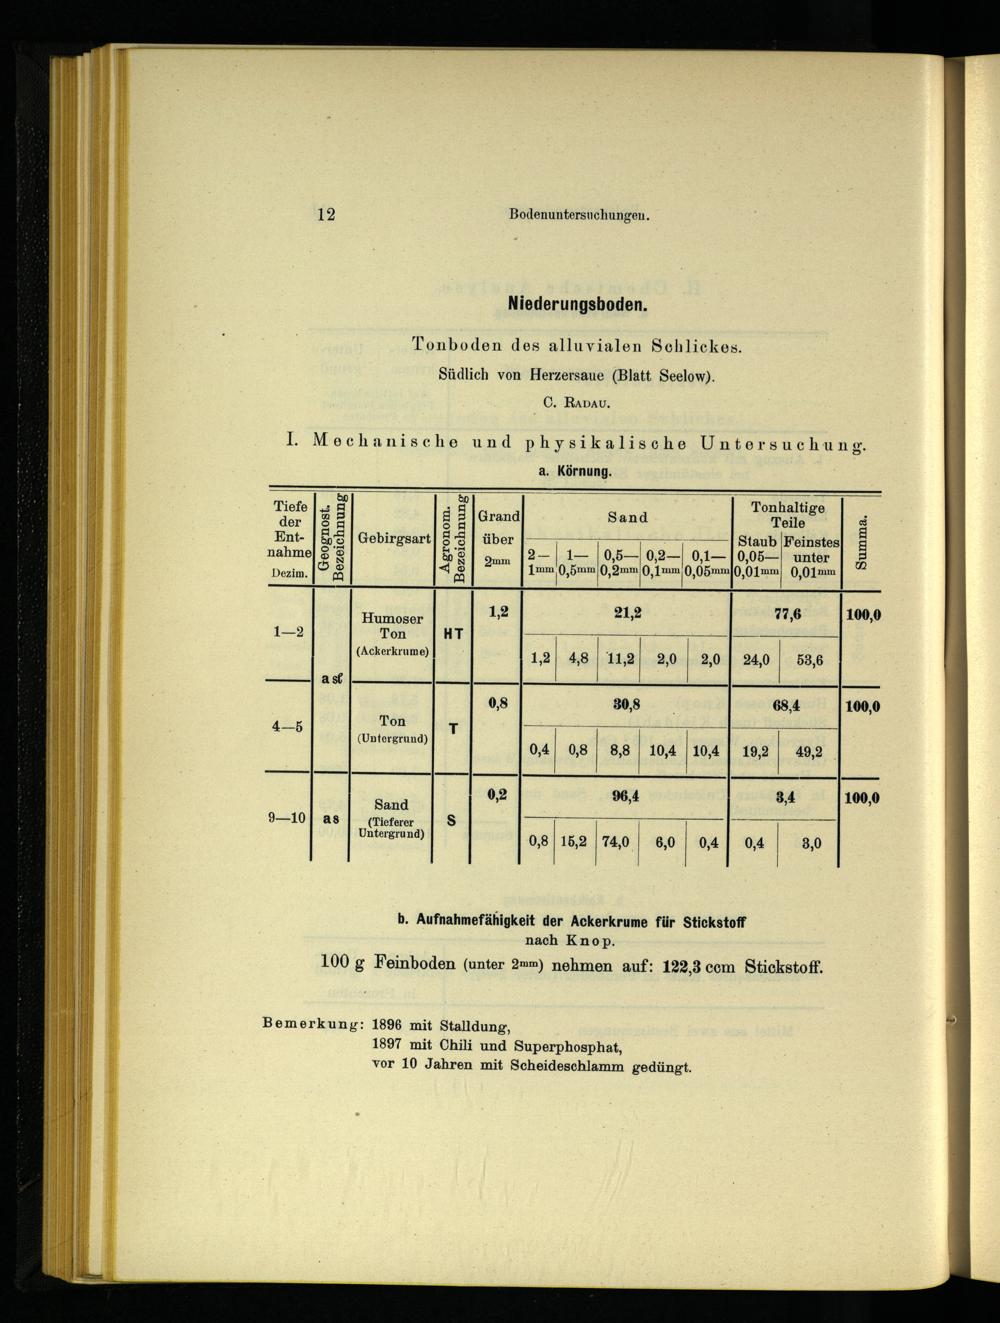 12 Bodenuntersuchungen.
Niederungsboden.
Tonboden des alluvialen Schlickes.
Südlich von Herzersaue (Blatt Seelow).
C. RADAU.
I. Mechanische und physikalische Untersuchung.
a. Körnung.
Tiefe der Ent-nahme Dezim. | Geognost. Bezeichnung | Gebirgsart | Agronom. Bezeichnung | Grand über 2mm | Sand | Tonhaltige Teile | Summa.
2— 1mm | 1— 0,5mm | 0,5— 0,2mm | 0,2— 0,1mm | 0,1— 0,05mm | Staub 0,05— 0,01mm | Feinstes unter 0,01mm
1—2 | Humoser Ton (Ackerkrume) | HT | 1,2 | 21,2 | 77,6 | 100,0
1,2 | 4,8 | 11,2 | 2,0 | 2,0 | 24,0 | 53,6
4—5 | Ton (Untergrund) | T | 0,8 | 30,8 | 68,4 | 100,0
0,4 | 0,8 | 8,8 | 10,4 | 10,4 | 19,2 | 49,2
9—10 | as | Sand (Tieferer Untergrund) | S | 0,2 | 96,4 | 3,4 | 100,0
0,8 | 15,2 | 74,0 | 6,0 | 0,4 | 0,4 | 3,0
b. Aufnahmefähigkeit der Ackerkrume für Stickstoff
nach Knop.
100 g Feinboden (unter 2mm) nehmen auf: 122,3 ccm Stickstoff.
Bemerkung: 1896 mit Stalldung,
1897 mit Chili und Superphosphat,
vor 10 Jahren mit Scheideschlamm gedüngt.